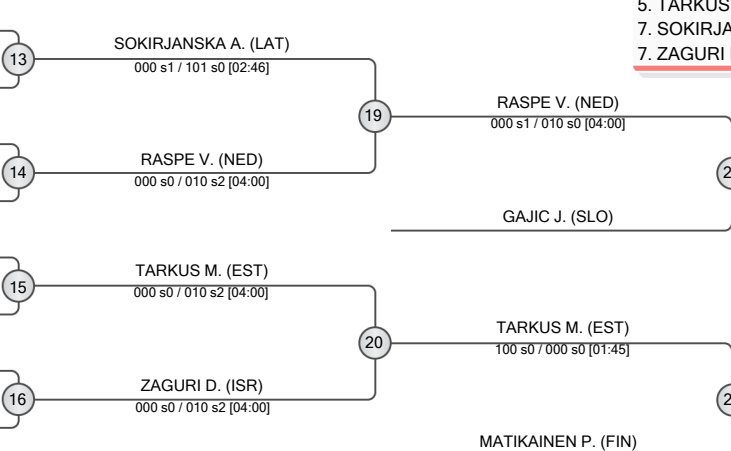 5. TARKUS
7. SOKIRJA
7. ZAGURI
13
SOKIRJANSKA A. (LAT)
000 s1 / 101 s0 [02:46]
19
RASPE V. (NED)
000 s1 / 010 s0 [04:00]
14
RASPE V. (NED)
000 s0 / 010 s2 [04:00]
2
GAJIC J. (SLO)
15
TARKUS M. (EST)
000 s0 / 010 s2 [04:00]
20
TARKUS M. (EST)
100 s0 / 000 s0 [01:45]
16
ZAGURI D. (ISR)
000 s0 / 010 s2 [04:00]
2
MATIKAINEN P. (FIN)